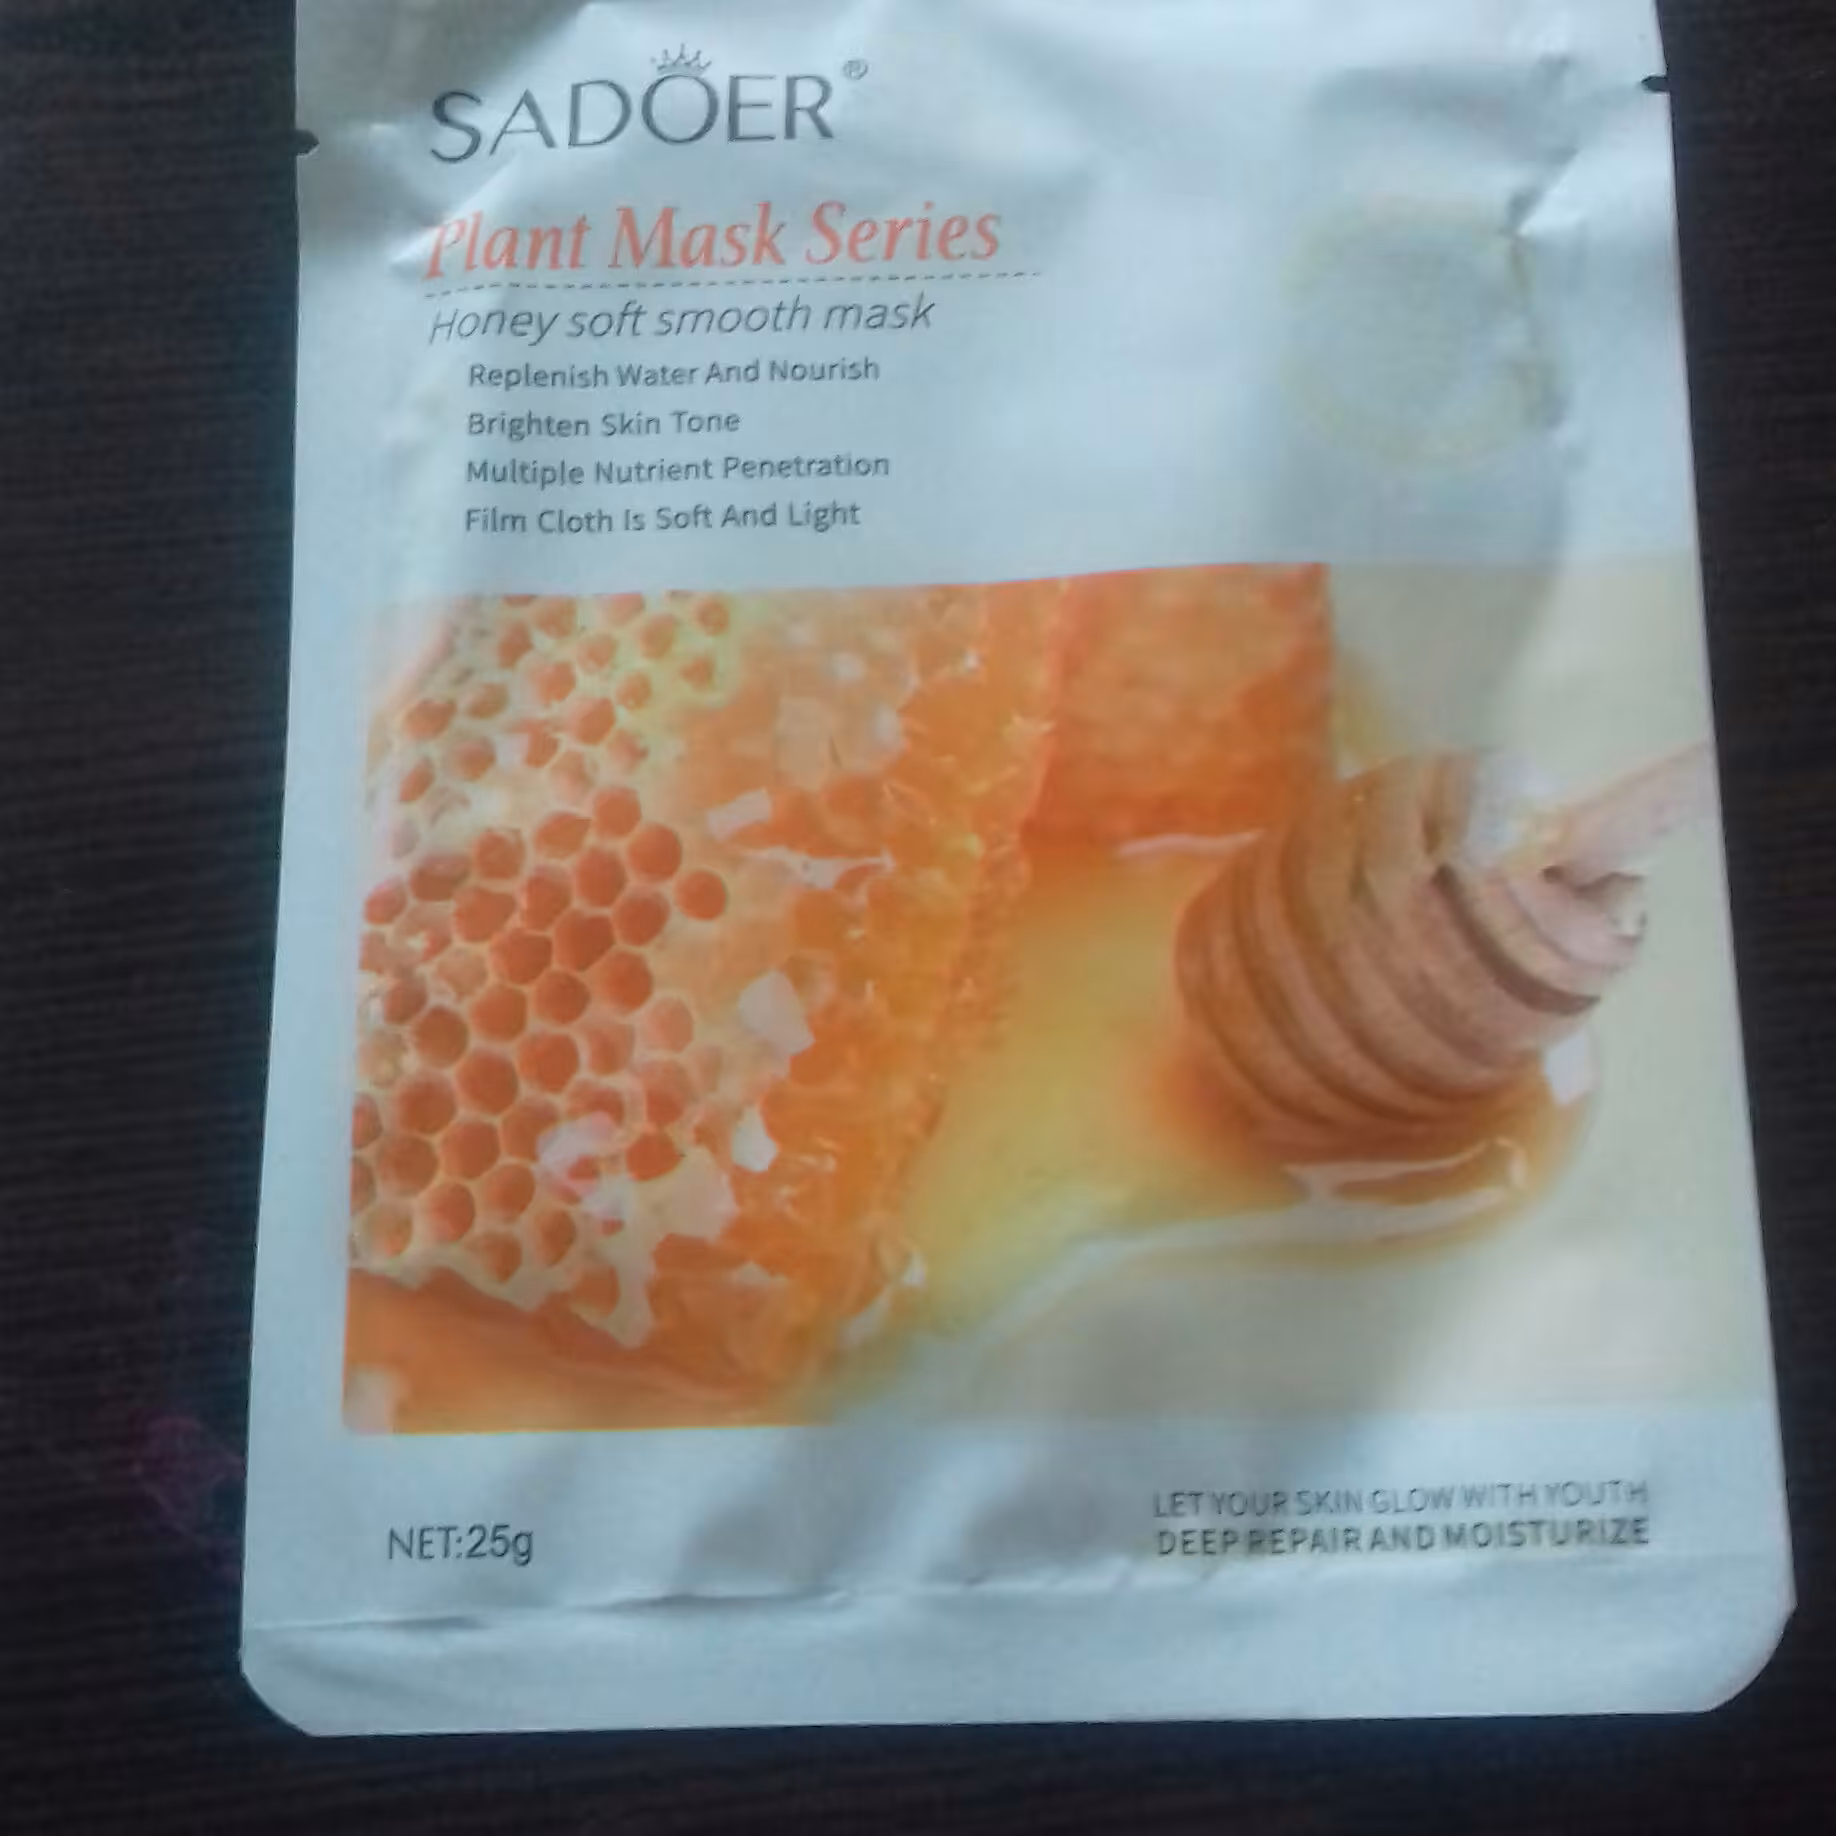 SADOER®
Plant Mask Series
Honey soft smooth mask
Replenish Water And Nourish
Brighten Skin Tone
Multiple Nutrient Penetration
Film Cloth Is Soft And Light
NET:25g
LET YOUR SKIN GLOW WITH YOUTH
DEEP REPAIR AND MOISTURIZE